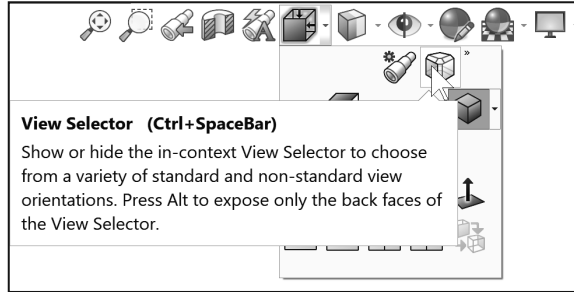 »
View Selector (Ctrl+SpaceBar)
Show or hide the in-context View Selector to choose
from a variety of standard and non-standard view
orientations. Press Alt to expose only the back faces of
the View Selector.